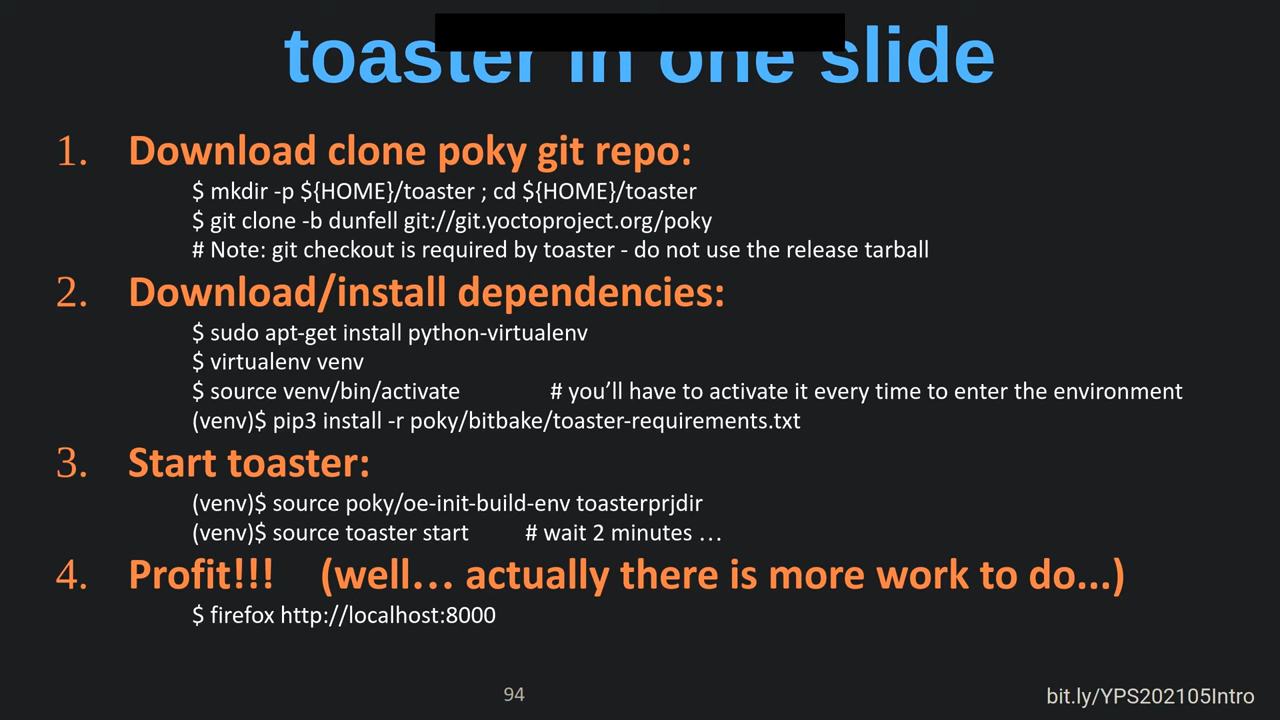 toaster in one slide
1. Download clone poky git repo:
$ mkdir -p ${HOME}/toaster ; cd ${HOME}/toaster
$ git clone -b dunfell git://git.yoctoproject.org/poky
# Note: git checkout is required by toaster - do not use the release tarball
2. Download/install dependencies:
$ sudo apt-get install python-virtualenv
$ virtualenv venv
$ source venv/bin/activate # you’ll have to activate it every time to enter the environment
(venv)$ pip3 install -r poky/bitbake/toaster-requirements.txt
3. Start toaster:
(venv)$ source poky/oe-init-build-env toasterprjdir
(venv)$ source toaster start # wait 2 minutes …
4. Profit!!! (well… actually there is more work to do...)
$ firefox http://localhost:8000
94
bit.ly/YPS202105Intro